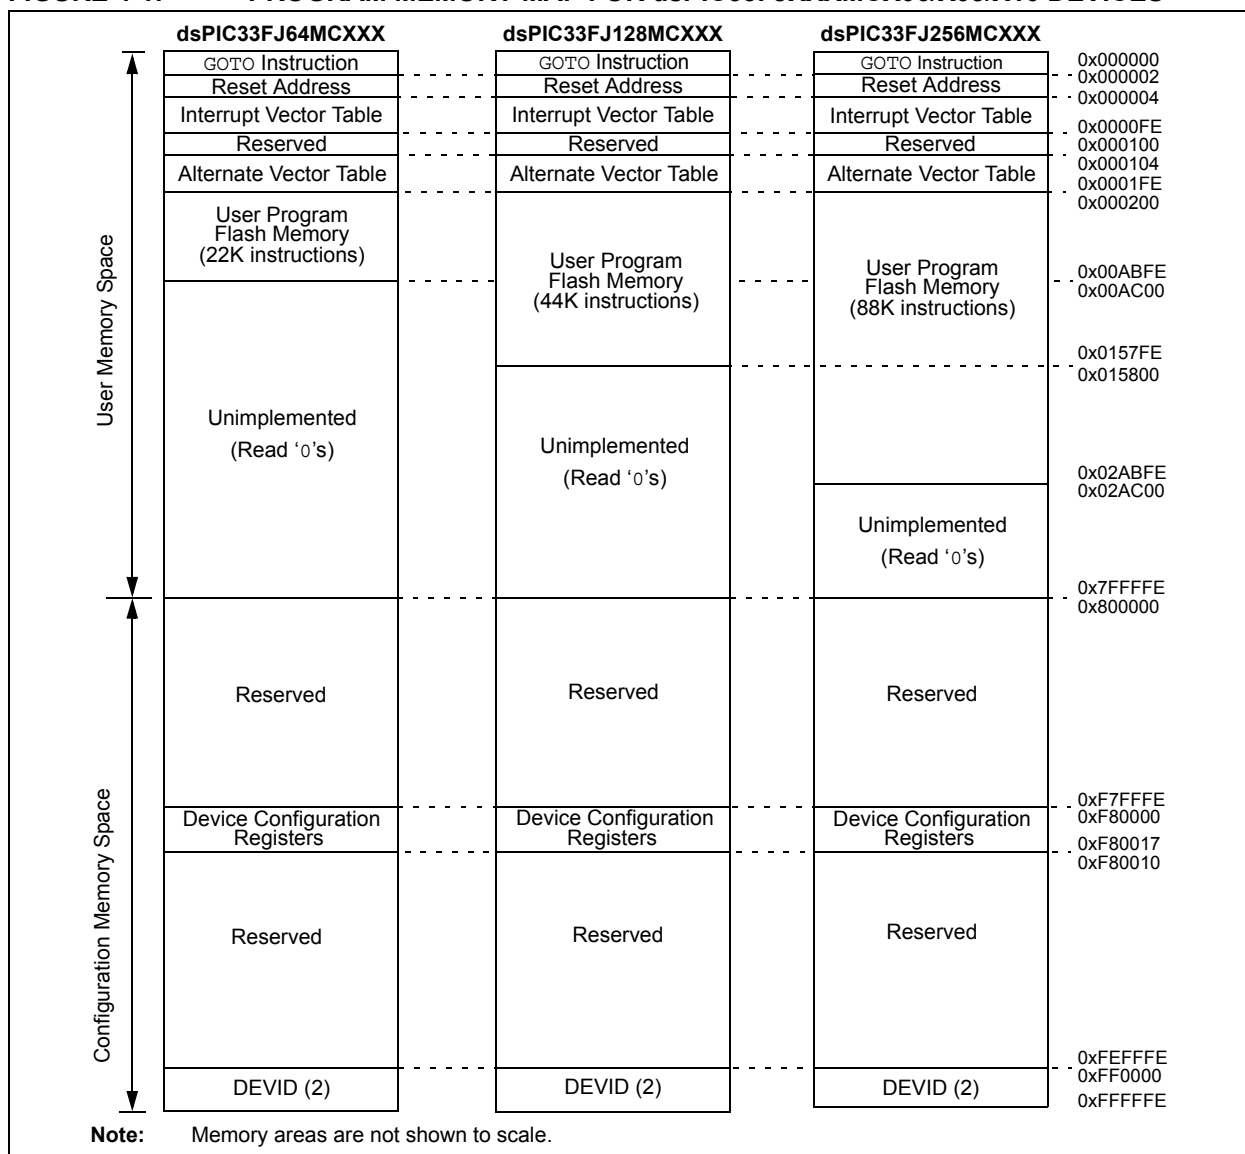 dsPIC33FJ64MCXXX dsPIC33FJ128MCXXX dsPIC33FJ256MCXXX
GOTO Instruction GOTO Instruction GOTO Instruction 0x000000
0x000002
Reset Address Reset Address Reset Address
0x000004
Interrupt Vector Table Interrupt Vector Table Interrupt Vector Table
0x0000FE
Reserved Reserved Reserved 0x000100
0x000104
Alternate Vector Table Alternate Vector Table Alternate Vector Table
0x0001FE
0x000200
User Program
Flash Memory
(22K instructions)
User Program
Flash Memory
(44K instructions)
User Program
Flash Memory
(88K instructions)
0x00ABFE
0x00AC00
0x0157FE
0x015800
User Memory Space
Unimplemented
(Read ‘0’s)
Unimplemented
(Read ‘0’s)
0x02ABFE
0x02AC00
Unimplemented
(Read ‘0’s)
0x7FFFFE
0x800000
Reserved Reserved Reserved
0xF7FFFE
0xF80000
Device Configuration
Registers
Device Configuration
Registers
Device Configuration
Registers
0xF80017
0xF80010
Configuration Memory Space
Reserved Reserved Reserved
0xFEFFFE
0xFF0000
DEVID (2) DEVID (2) DEVID (2)
0xFFFFFE
Note: Memory areas are not shown to scale.